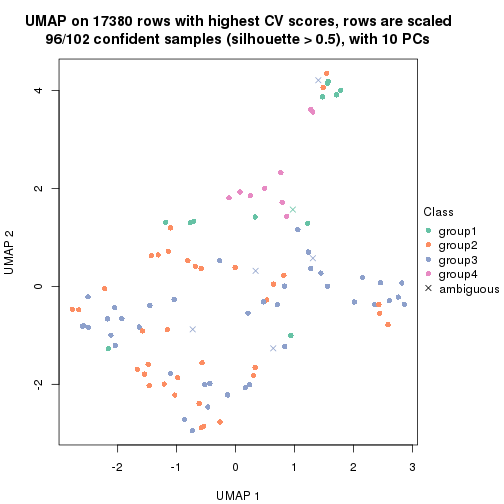 UMAP on 17380 rows with highest CV scores, rows are scaled
96/102 confident samples (silhouette > 0.5), with 10 PCs
4
2
0
-2
UMAP 2
-2
-1
0
1
2
3
UMAP 1
Class
group1
group2
group3
group4
ambiguous